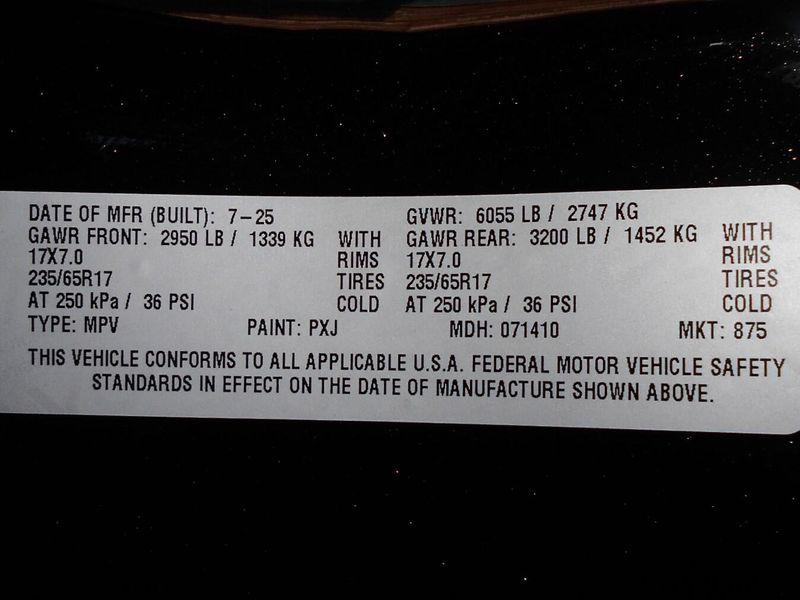 DATE OF MFR (BUILT): 7-25 GVWR: 6055 LB / 2747 KG
GAWR FRONT: 2950 LB / 1339 KG WITH GAWR REAR: 3200 LB / 1452 KG WITH
17X7.0 RIMS 17X7.0 RIMS
235/65R17 TIRES 235/65R17 TIRES
AT 250 kPa / 36 PSI COLD AT 250 kPa / 36 PSI COLD
TYPE: MPV PAINT: PXJ MDH: 071410 MKT: 875
THIS VEHICLE CONFORMS TO ALL APPLICABLE U.S.A. FEDERAL MOTOR VEHICLE SAFETY
STANDARDS IN EFFECT ON THE DATE OF MANUFACTURE SHOWN ABOVE.